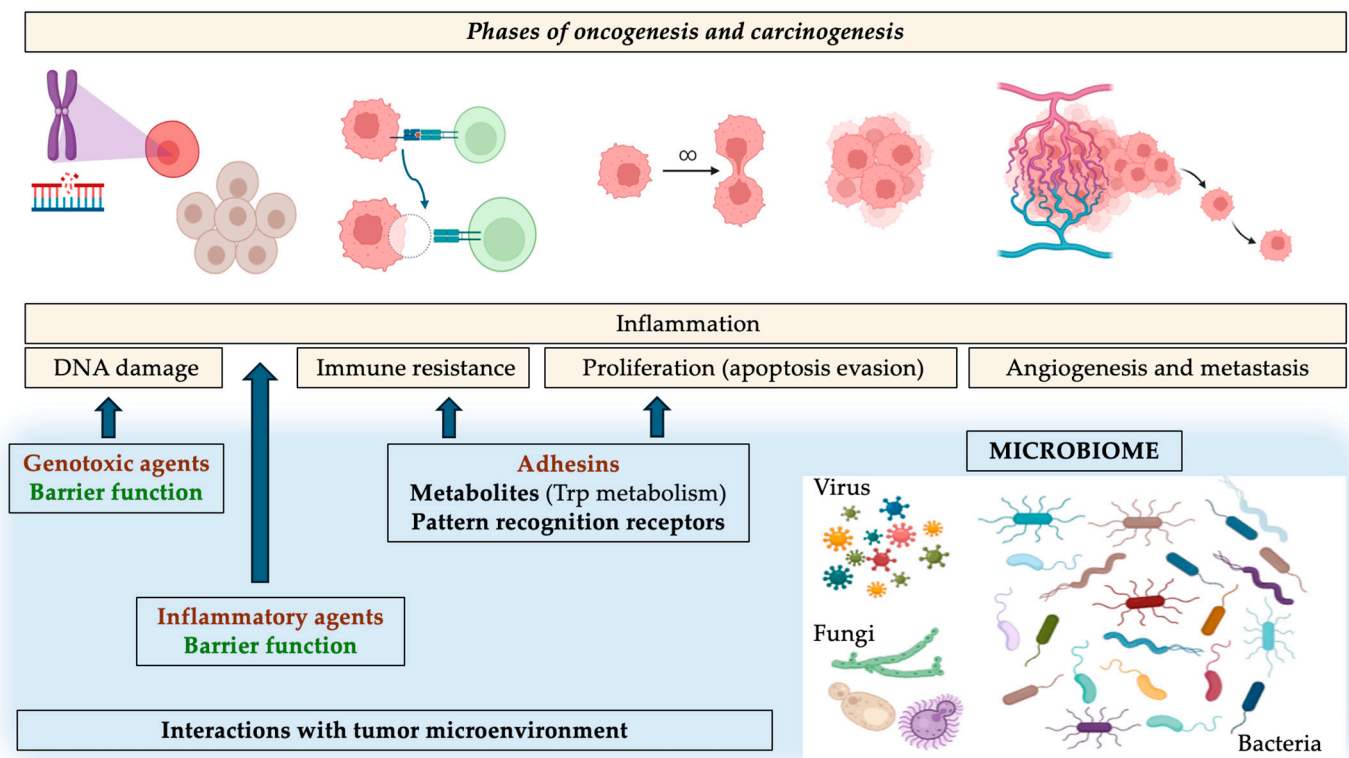 Phases of oncogenesis and carcinogenesis
∞
Inflammation
DNA damage
Immune resistance
Proliferation (apoptosis evasion)
Angiogenesis and metastasis
Genotoxic agents
Barrier function
Adhesins
Metabolites (Trp metabolism)
Pattern recognition receptors
MICROBIOME
Virus
Fungi
Bacteria
Inflammatory agents
Barrier function
Interactions with tumor microenvironment